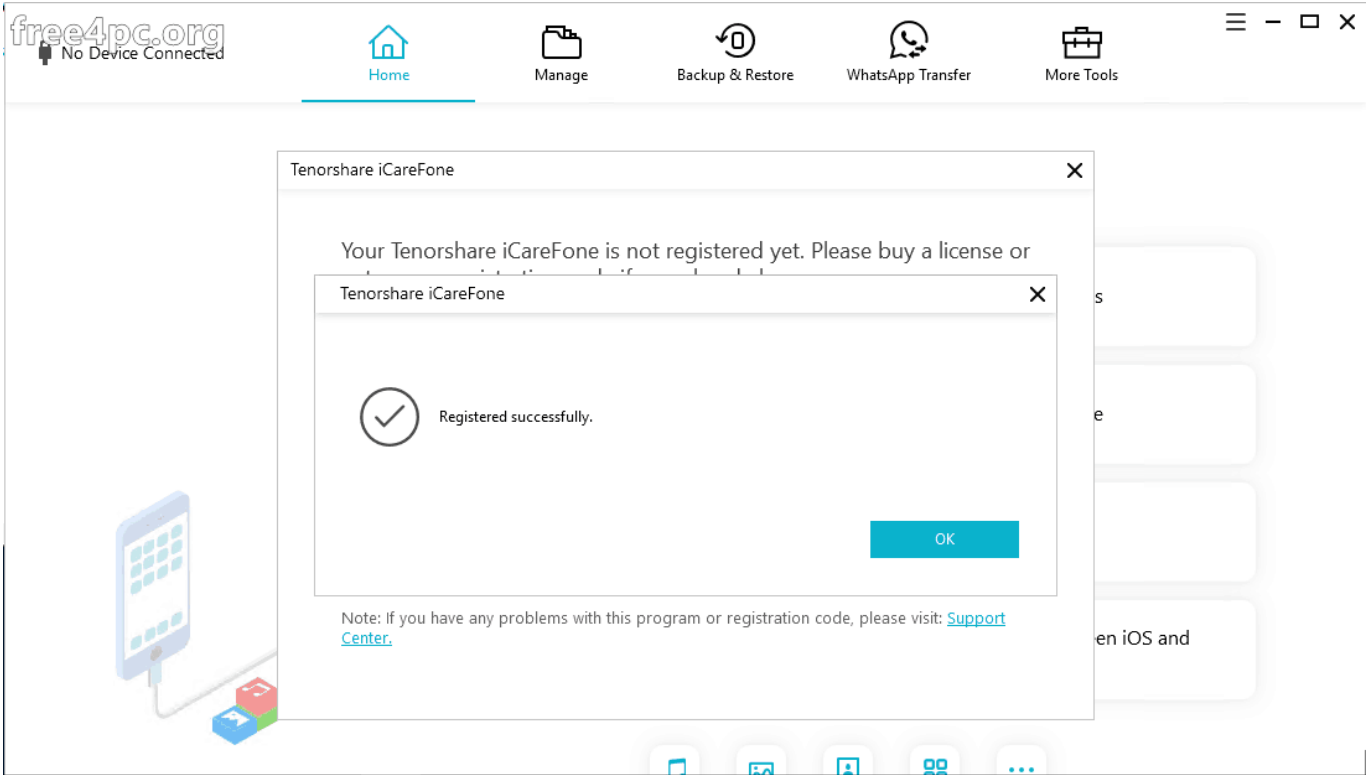 free4pc.org
No Device Connected
Home
Manage
Backup & Restore
WhatsApp Transfer
More Tools
Tenorshare iCareFone
Your Tenorshare iCareFone is not registered yet. Please buy a license or
Tenorshare iCareFone
Registered successfully.
OK
Note: If you have any problems with this program or registration code, please visit: Support
Center.
iOS and